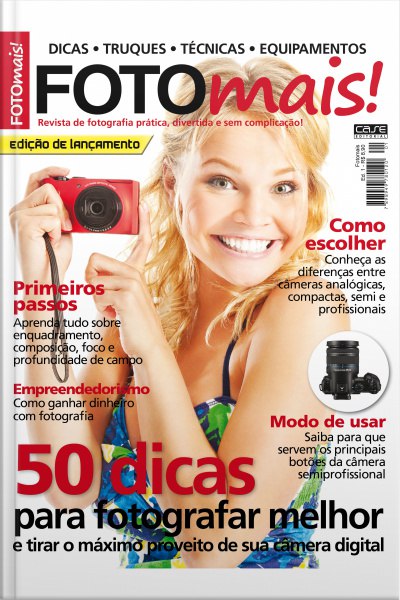 FOTOmais!
DICAS • TRUQUES • TÉCNICAS • EQUIPAMENTOS
FOTOmais!
Revista de fotografia prática, divertida e sem complicação!
EDIÇÃO DE LANÇAMENTO
CASE
EDITORIAL
Como
escolher
Conheça as
diferenças entre
câmeras analógicas,
compactas, semi e
profissionais
Primeiros
passos
Aprenda tudo sobre
enquadramento,
composição, foco e
profundidade de campo
Empreendedorismo
Como ganhar dinheiro
com fotografia
Modo de usar
Saiba para que
servem os principais
botões da câmera
semiprofissional
50 dicas
para fotografar melhor
e tirar o máximo proveito de sua câmera digital